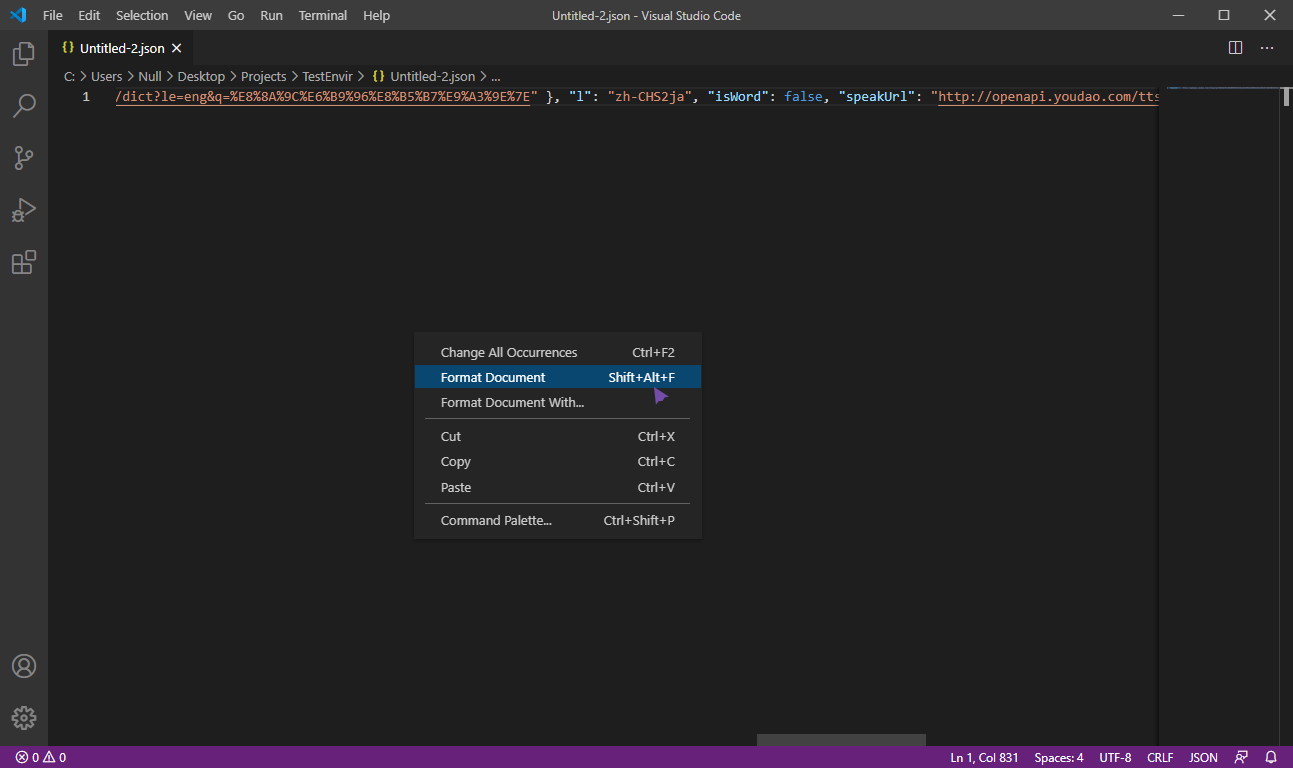 File Edit Selection View Go Run Terminal Help Untitled-2.json - Visual Studio Code
{} Untitled-2.json
C: > Users > Null > Desktop > Projects > TestEnvir > {} Untitled-2.json > ...
1 /dict?le=eng&q=%E8%8A%9C%E6%B9%96%E8%B5%B7%E9%A3%9E%7E" }, "l": "zh-CHS2ja", "isWord": false, "speakUrl": "http://openapi.youdao.com/tts
Change All Occurrences Ctrl+F2
Format Document Shift+Alt+F
Format Document With...
Cut Ctrl+X
Copy Ctrl+C
Paste Ctrl+V
Command Palette... Ctrl+Shift+P
0 0 Ln 1, Col 831 Spaces: 4 UTF-8 CRLF JSON